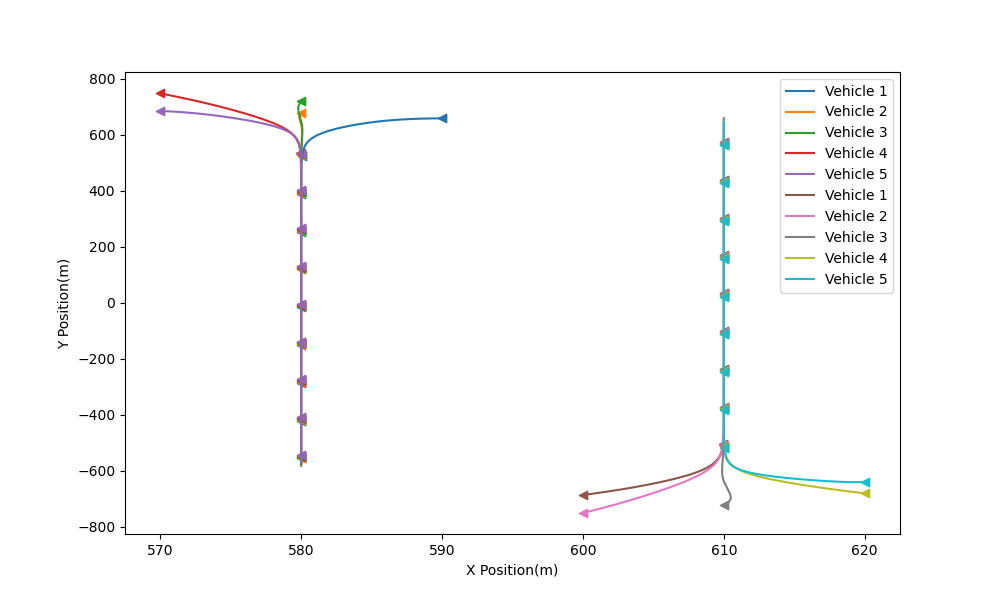 Vehicle 1
Vehicle 2
Vehicle 3
Vehicle 4
Vehicle 5
Vehicle 1
Vehicle 2
Vehicle 3
Vehicle 4
Vehicle 5
Y Position(m)
800
600
400
200
0
−200
−400
−600
−800
570 580 590 600 610 620
X Position(m)